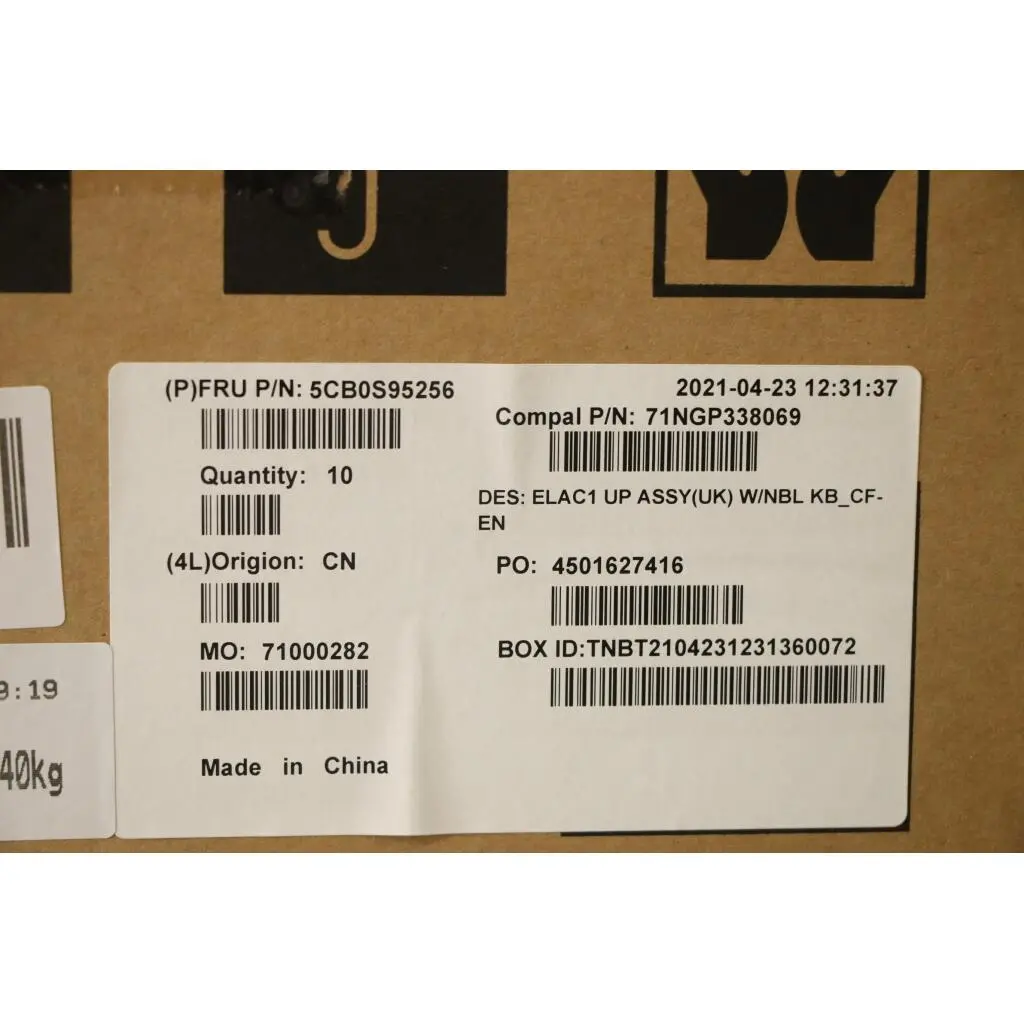 (P)FRU P/N: 5CB0S95256
2021-04-23 12:31:37
Compal P/N: 71NGP338069
Quantity: 10
DES: ELAC1 UP ASSY(UK) W/NBL KB_CF-
EN
(4L)Origion: CN
PO: 4501627416
MO: 71000282
BOX ID:TNBT2104231231360072
Made in China
9:19
40kg